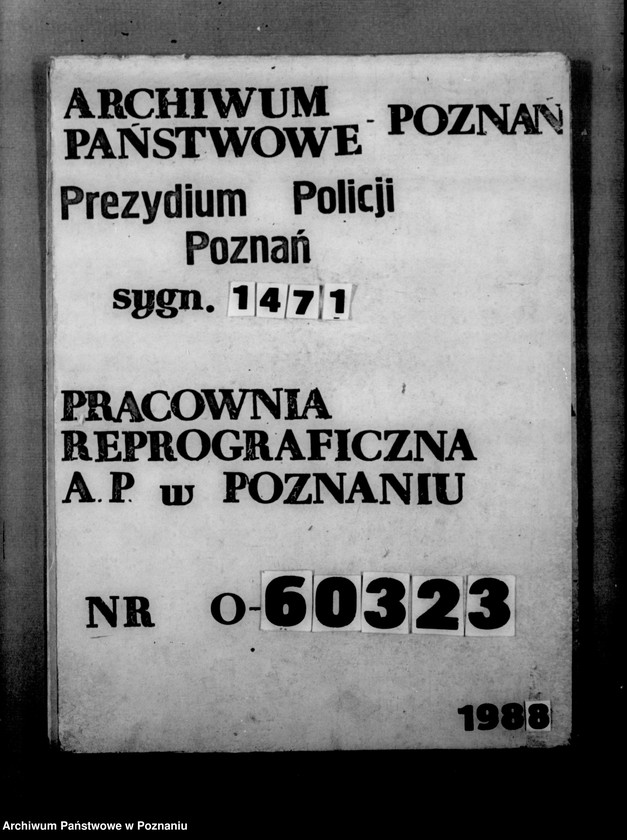 ARCHIWUM
PAŃSTWOWE - POZNAŃ
Prezydium Policji
Poznań
sygn. 1471
PRACOWNIA
REPROGRAFICZNA
A.P. w POZNANIU
NR O-60323
1988
Archiwum Państwowe w Poznaniu